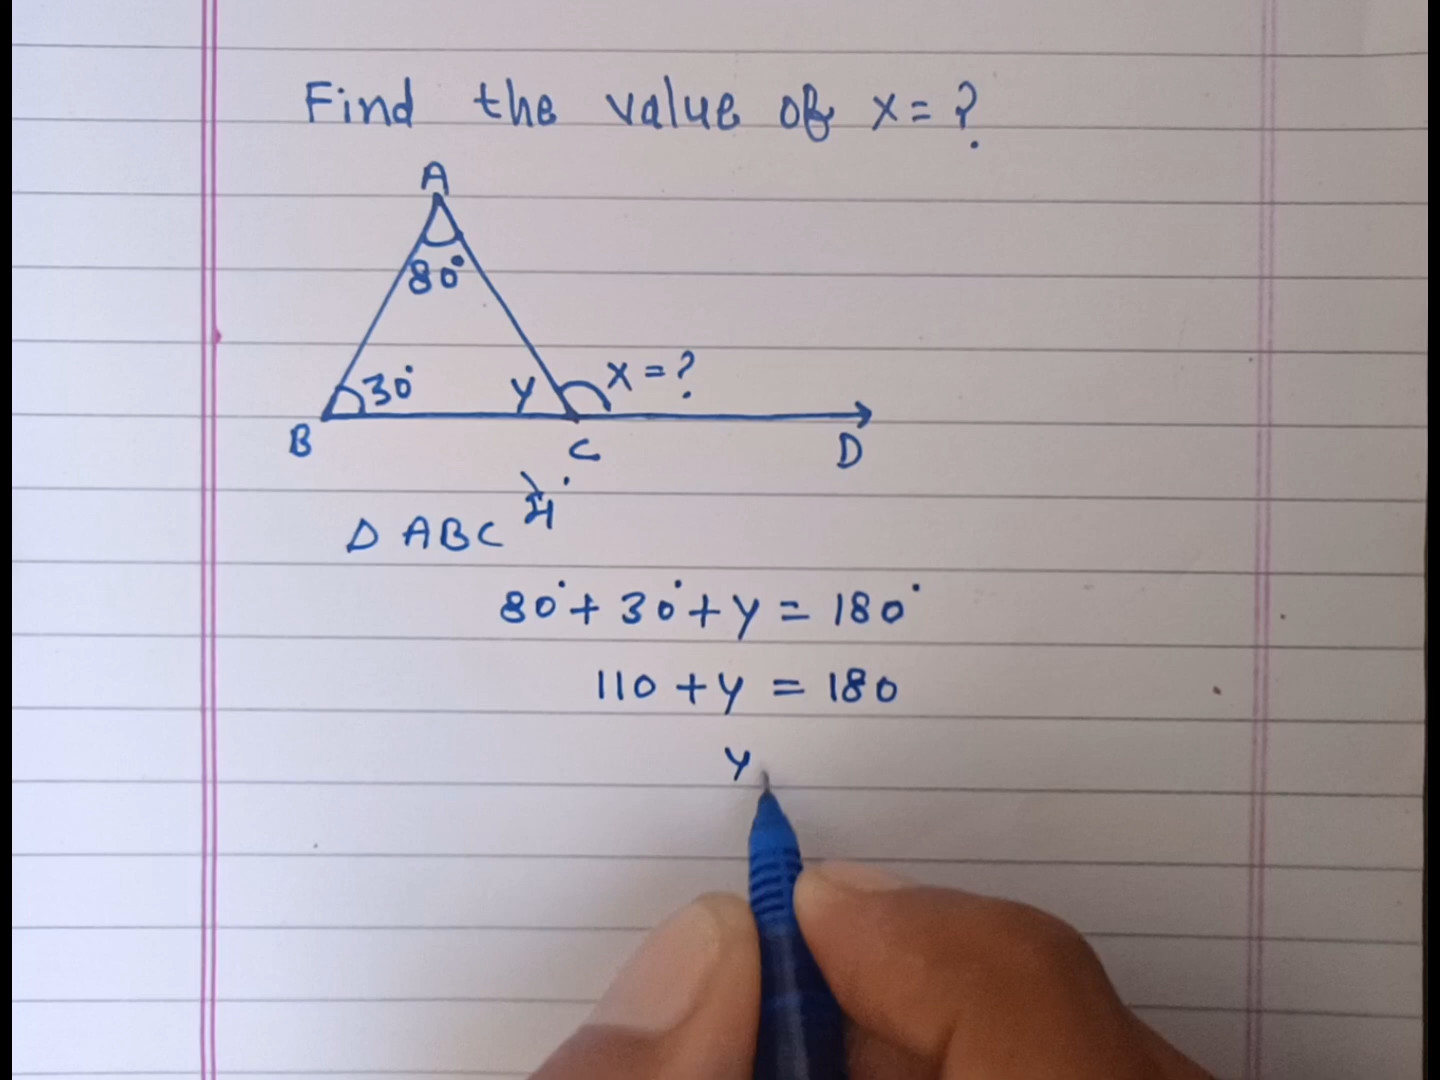 Find the value of x = ?
A
80°
30°
y
x = ?
B
C
D
Δ ABC में
80° + 30° + y = 180°
110 + y = 180
y